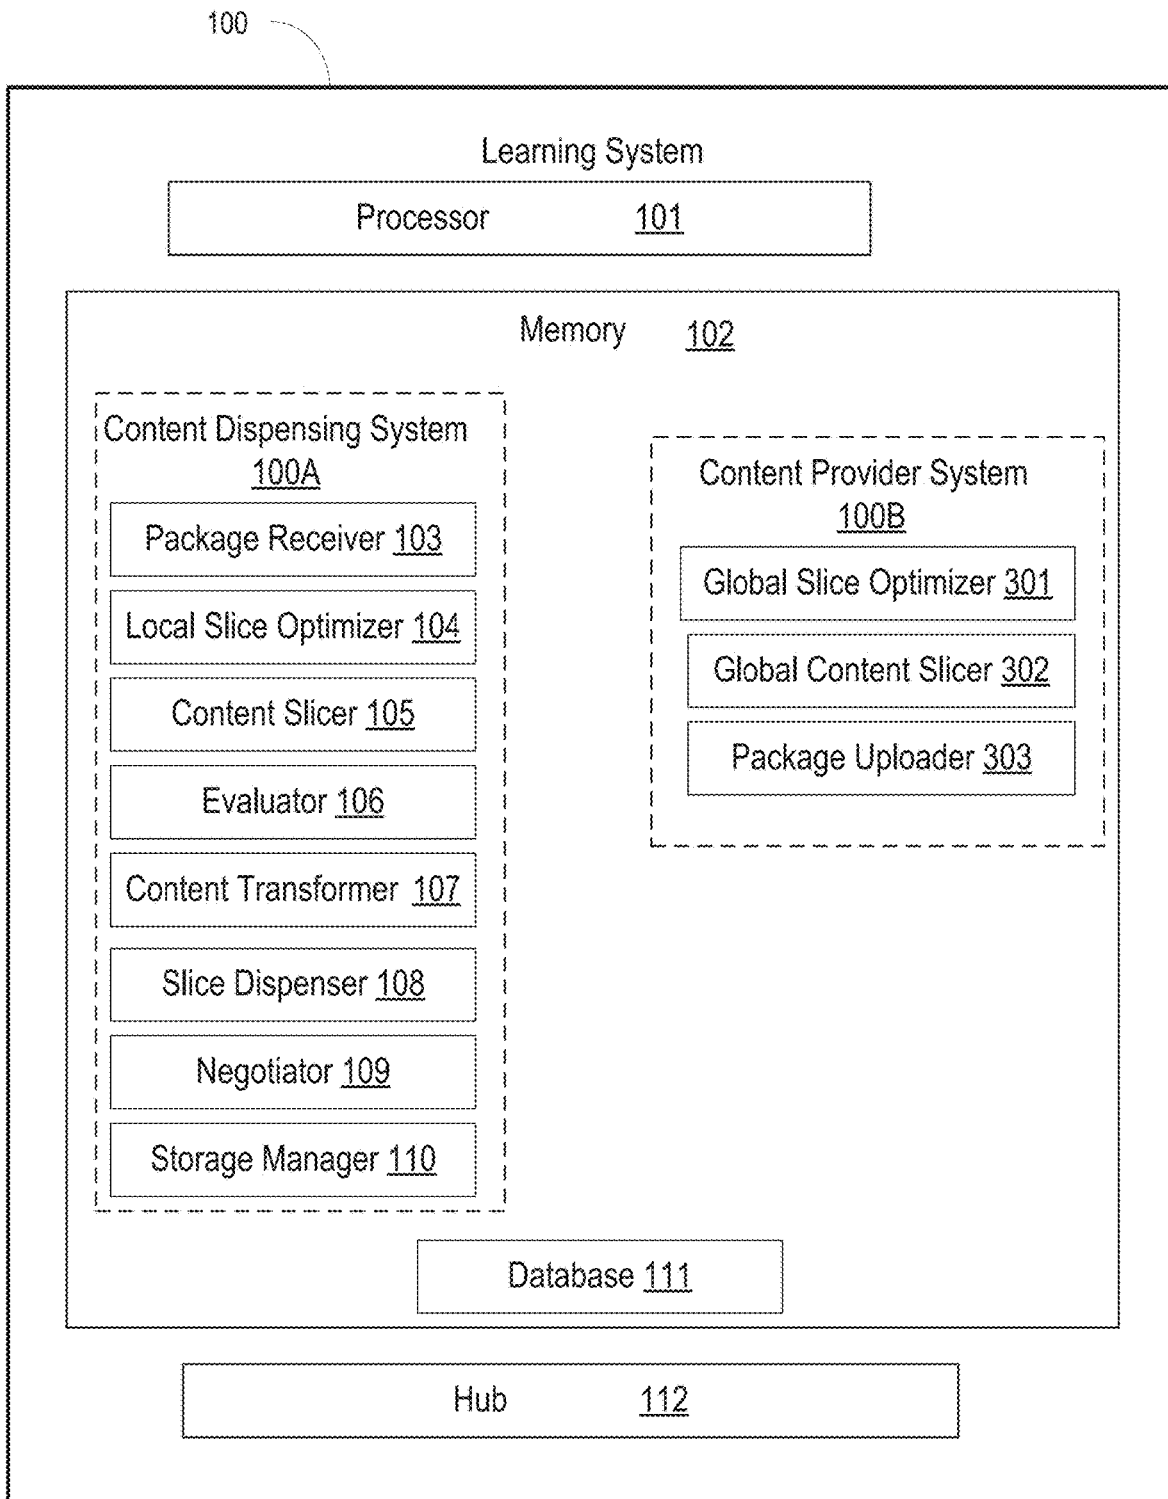 100
Learning System
Processor 101
Memory 102
Content Dispensing System
100A
Package Receiver 103
Local Slice Optimizer 104
Content Slicer 105
Evaluator 106
Content Transformer 107
Slice Dispenser 108
Negotiator 109
Storage Manager 110
Content Provider System
100B
Global Slice Optimizer 301
Global Content Slicer 302
Package Uploader 303
Database 111
Hub 112